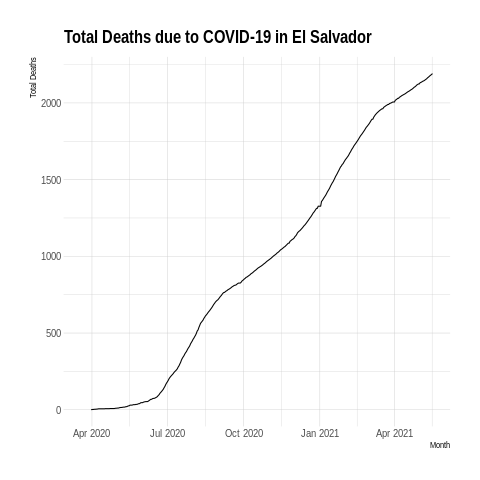 Total Deaths due to COVID-19 in El Salvador
Total Deaths
2000
1500
1000
500
0
Apr 2020 Jul 2020 Oct 2020 Jan 2021 Apr 2021
Month